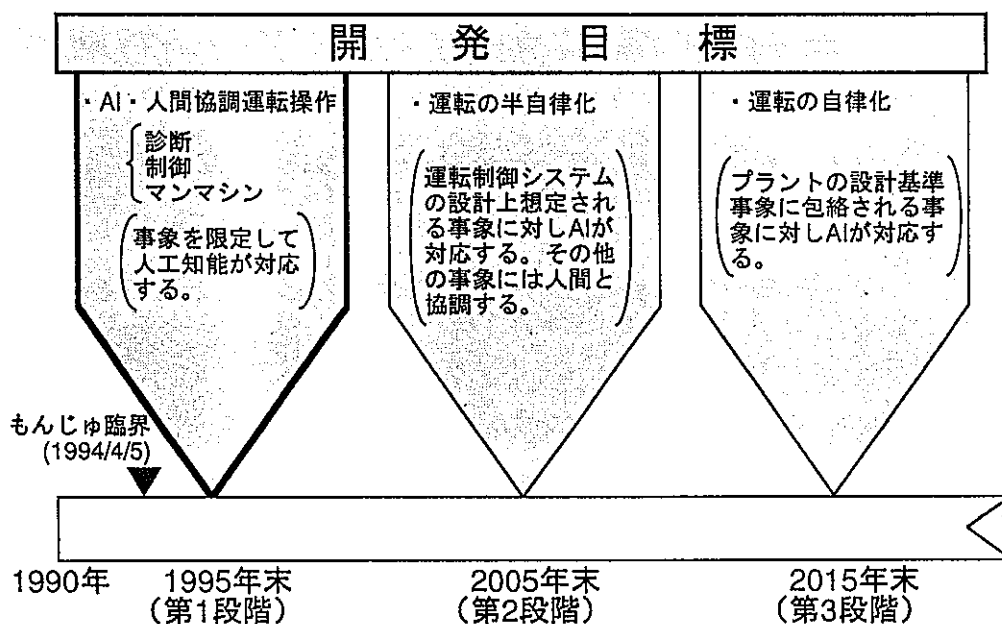 開発目標
・AI・人間協調運転操作
診断
制御
マンマシン
事象を限定して
人工知能が対応
する。
・運転の半自律化
運転制御システム
の設計上想定され
る事象に対しAIが
対応する。その他
の事象には人間と
協調する。
・運転の自律化
プラントの設計基準
事象に包絡される事
象に対しAIが対応す
る。
もんじゅ臨界
(1994/4/5)
1990年
1995年末
(第1段階)
2005年末
(第2段階)
2015年末
(第3段階)